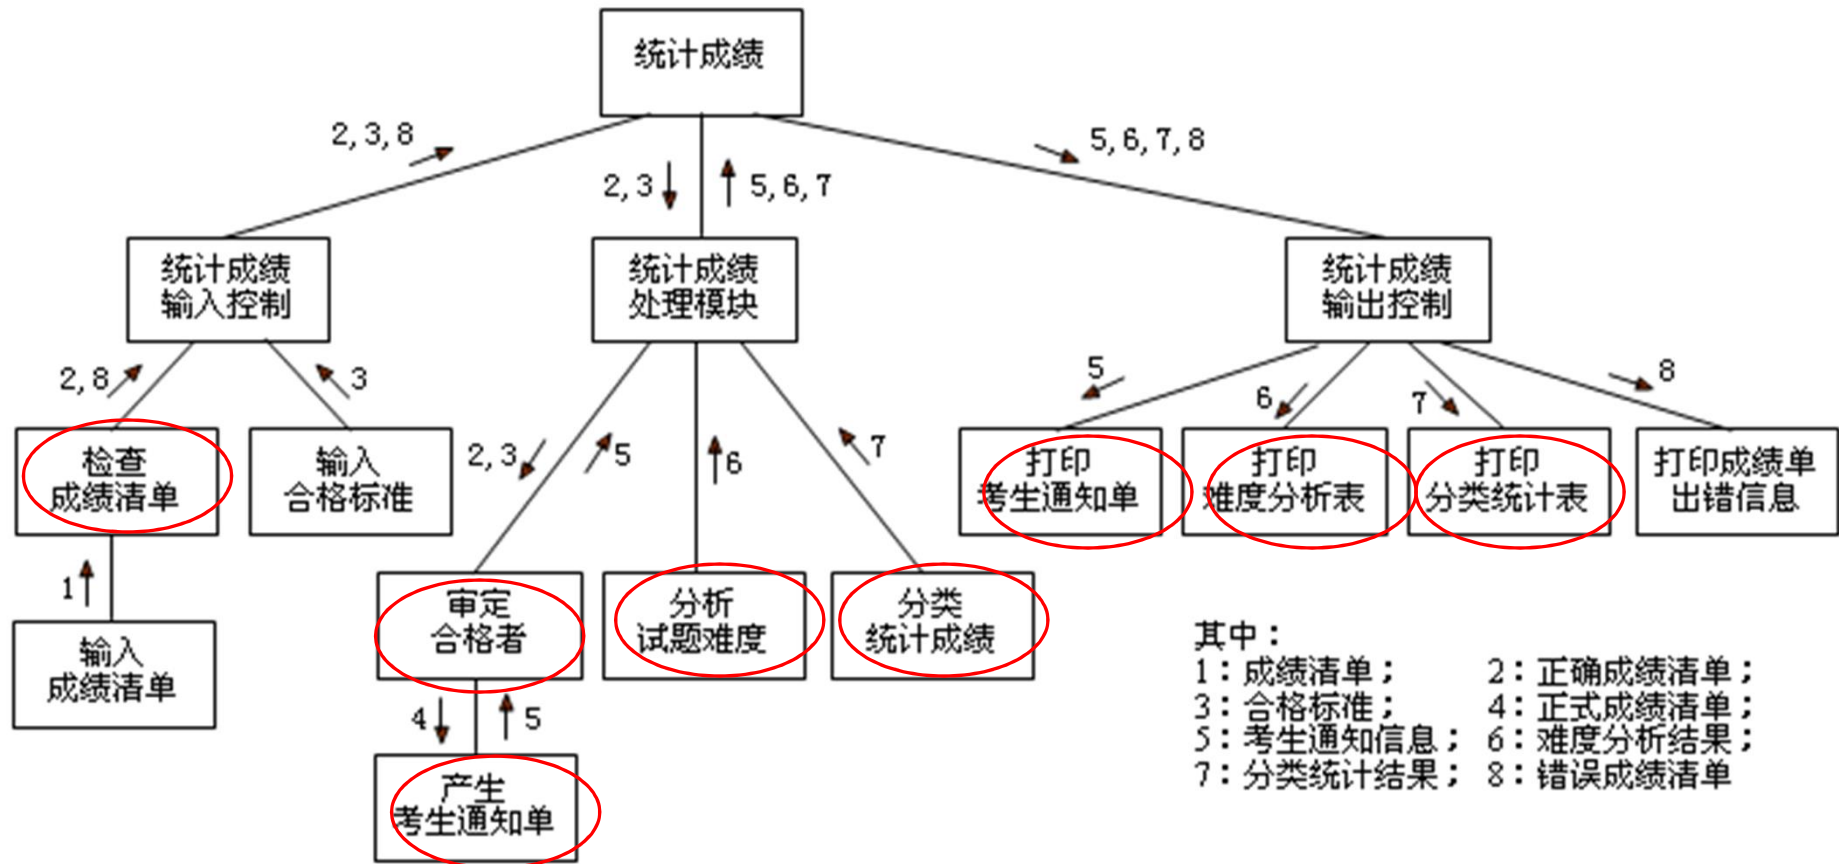 统计成绩
2,3,8
5,6,7,8
2,3
5,6,7
统计成绩
输入控制
统计成绩
处理模块
统计成绩
输出控制
2,8
3
5
6
7
8
2,3
5
6
7
检查
成绩清单
输入
合格标准
打印
考生通知单
打印
难度分析表
打印
分类统计表
打印成绩单
出错信息
1
输入
成绩清单
审定
合格者
分析
试题难度
分类
统计成绩
4
5
产生
考生通知单
其中：
1：成绩清单； 2：正确成绩清单；
3：合格标准； 4：正式成绩清单；
5：考生通知信息； 6：难度分析结果；
7：分类统计结果； 8：错误成绩清单